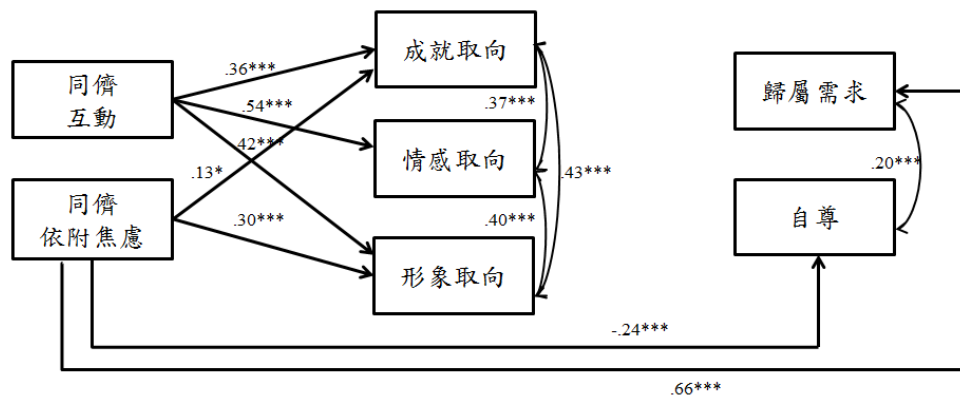 成就取向
.36***
同儕
互動
歸屬需求
.54***
.37***
.42***
情感取向
.13*
.43***
.20***
同儕
依附焦慮
.30***
.40***
自尊
形象取向
-.24***
.66***